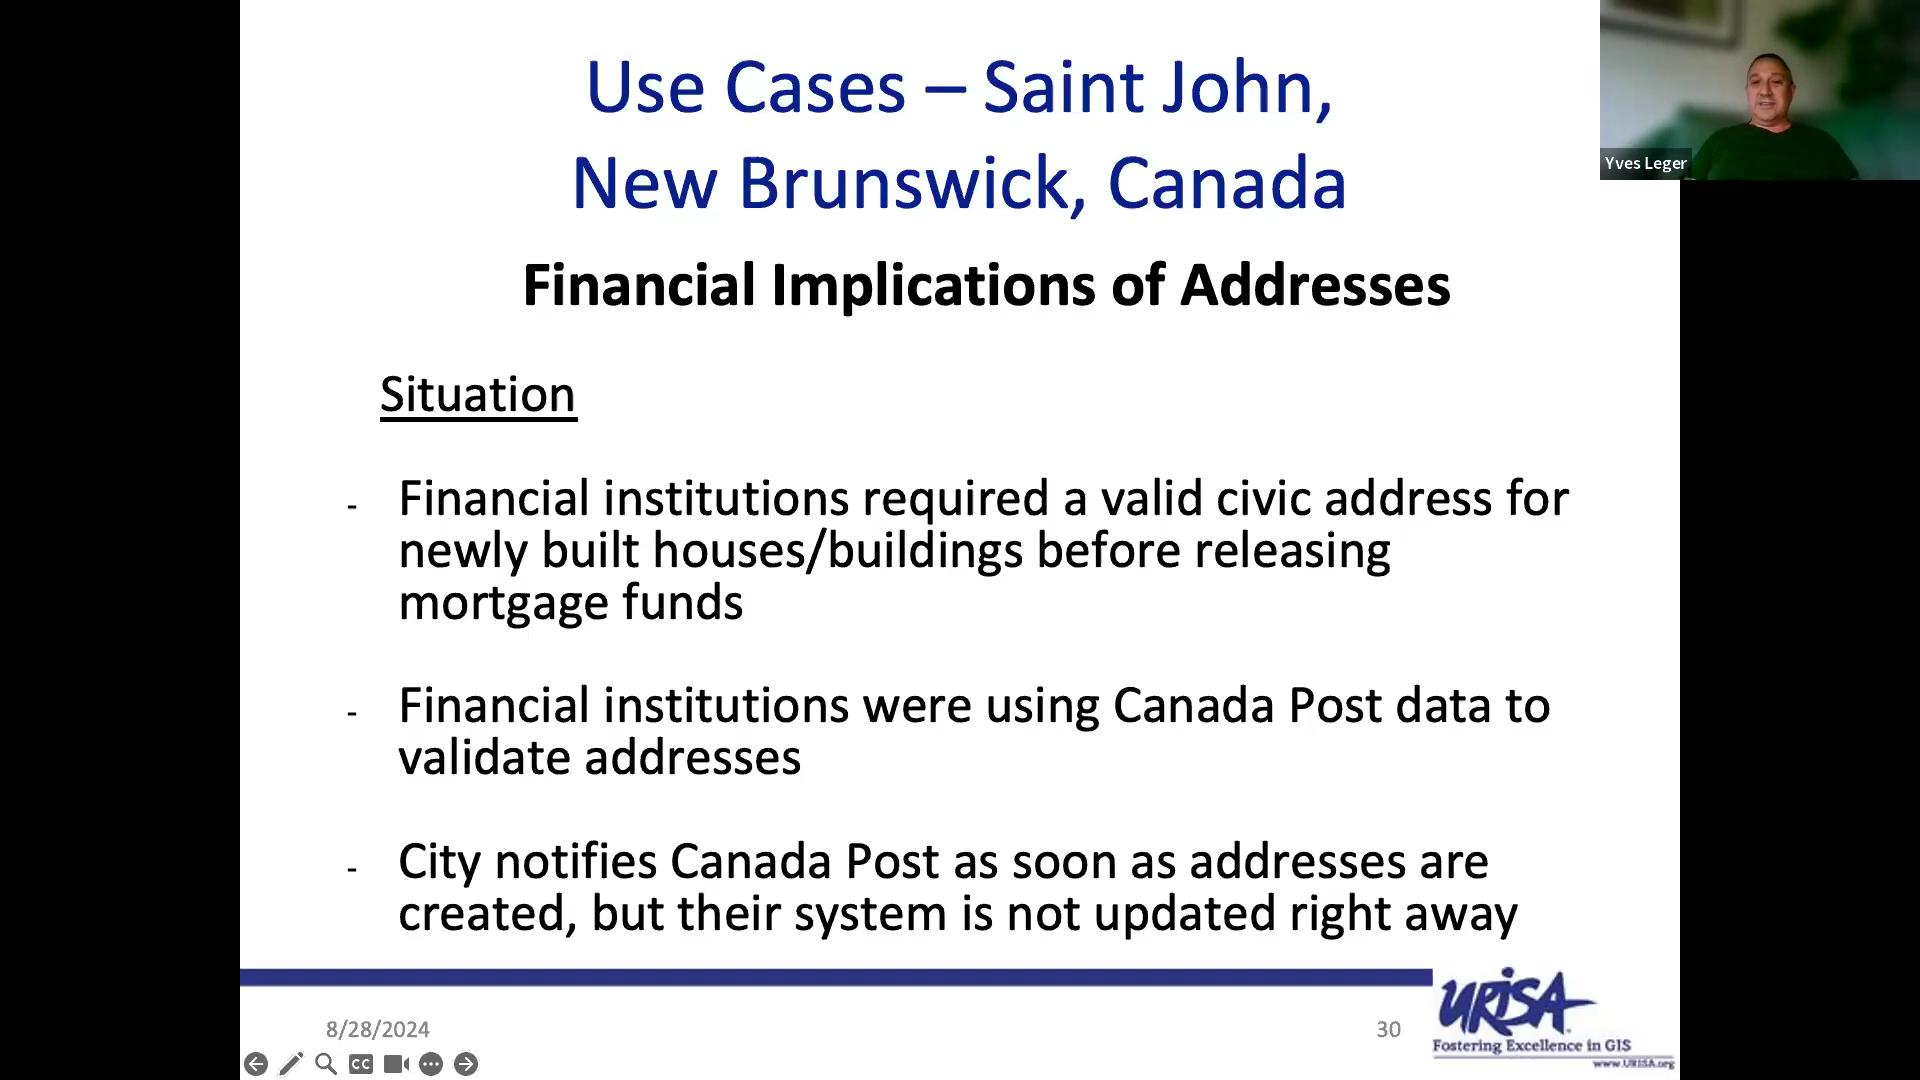 Use Cases – Saint John,
New Brunswick, Canada
Yves Leger
Financial Implications of Addresses
Situation
- Financial institutions required a valid civic address for
newly built houses/buildings before releasing
mortgage funds
- Financial institutions were using Canada Post data to
validate addresses
- City notifies Canada Post as soon as addresses are
created, but their system is not updated right away
8/28/2024
30
URISA
Fostering Excellence in GIS
www.URISA.org
CC